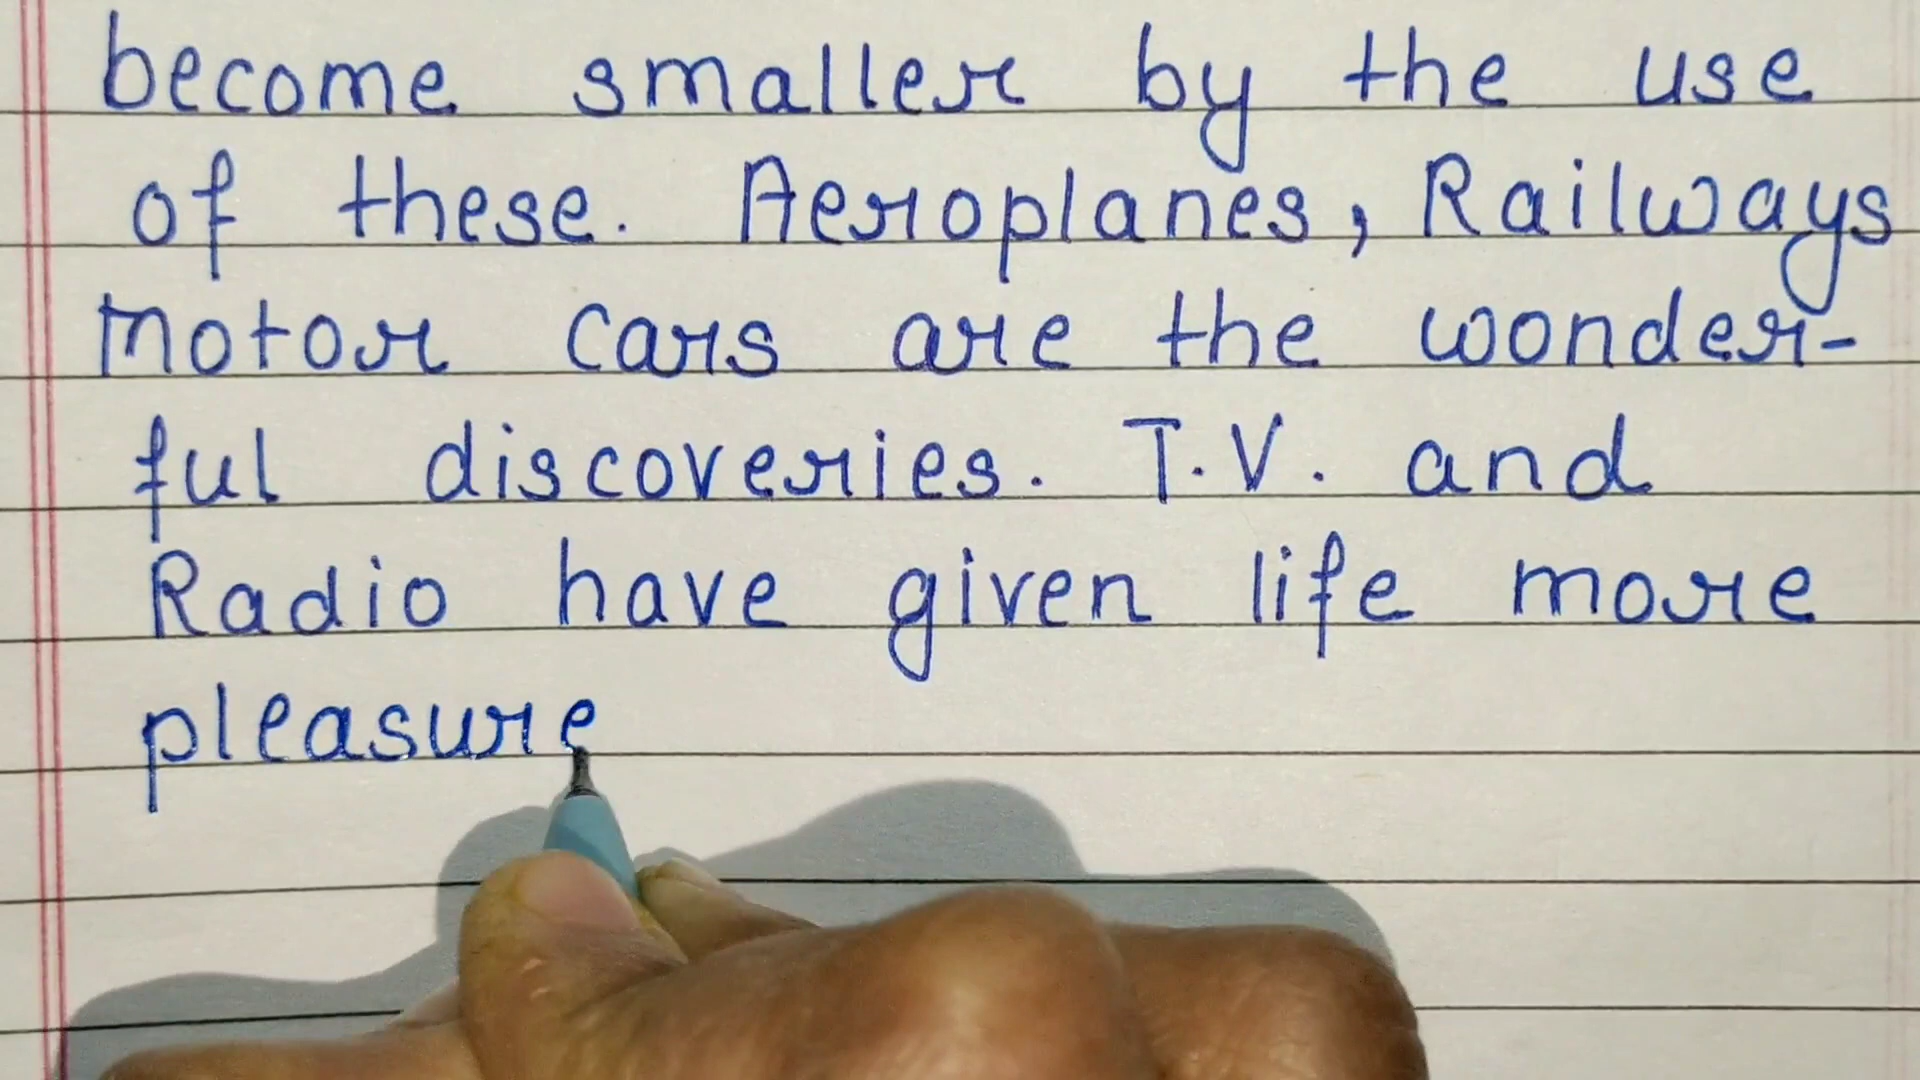 become smaller by the use
of these. Aeroplanes, Railways
motor cars are the wonder-
ful discoveries. T.V. and
Radio have given life more
pleasure